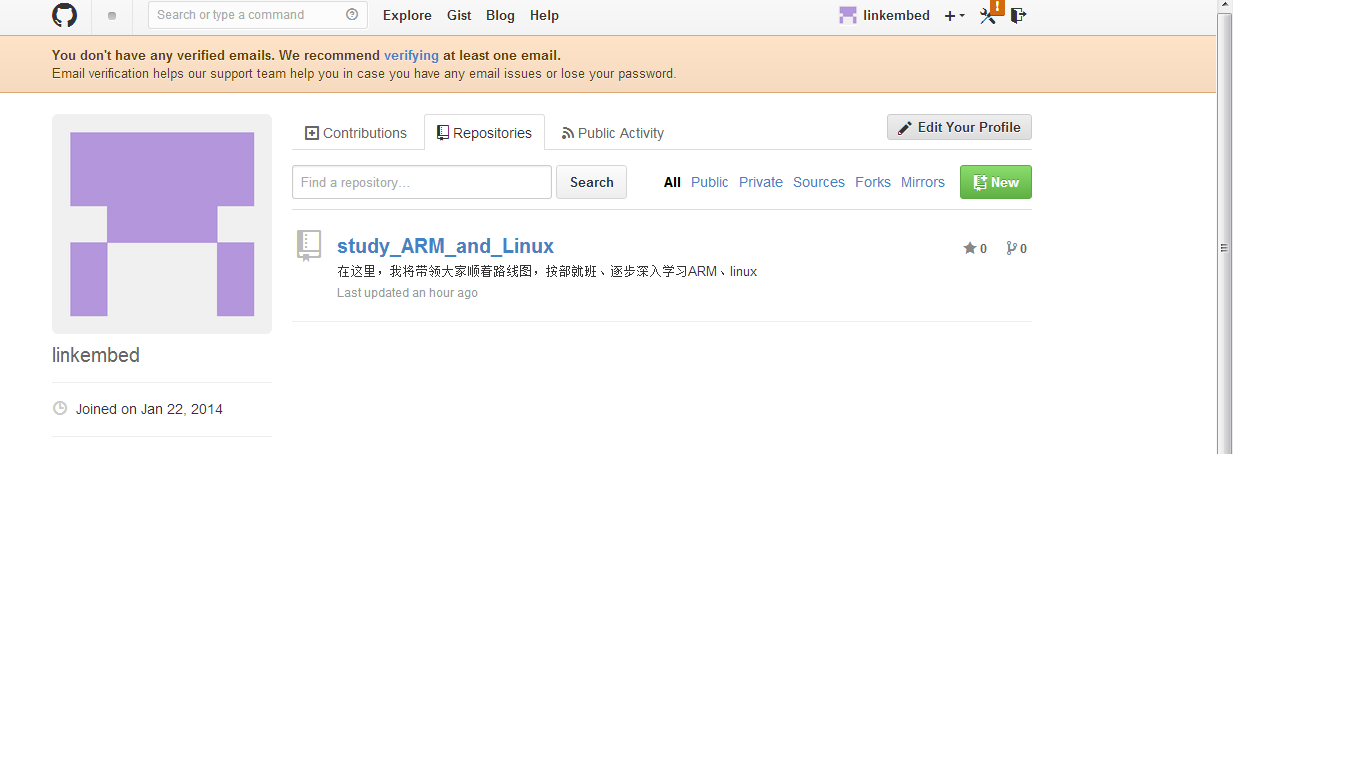 Search or type a command Explore Gist Blog Help linkembed
You don't have any verified emails. We recommend verifying at least one email.
Email verification helps our support team help you in case you have any email issues or lose your password.
Contributions Repositories Public Activity Edit Your Profile
Find a repository... Search All Public Private Sources Forks Mirrors New
study_ARM_and_Linux 0 0
在这里，我将带领大家顺着路线图，按部就班、逐步深入学习ARM、linux
Last updated an hour ago
linkembed
Joined on Jan 22, 2014